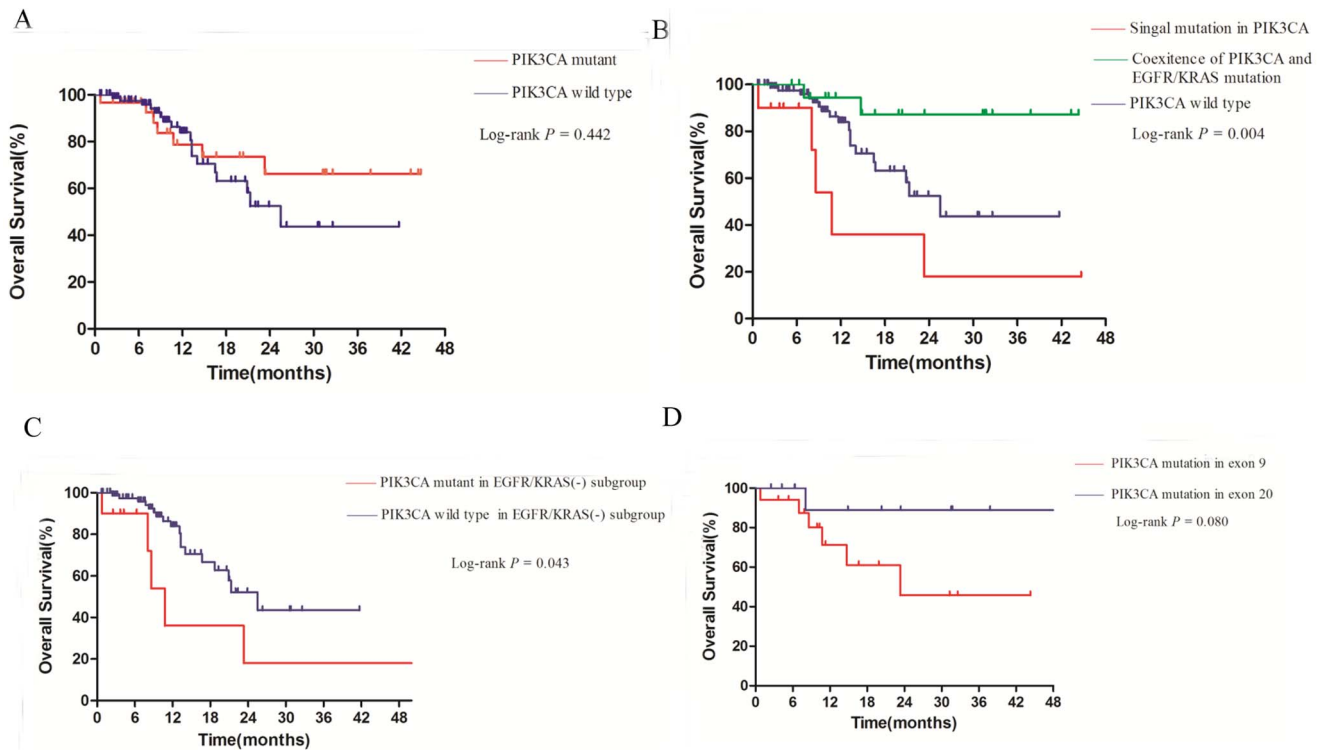 A
PIK3CA mutant
PIK3CA wild type
Log-rank P = 0.442
Overall Survival(%)
100
80
60
40
20
0
0 6 12 18 24 30 36 42 48
Time(months)
B
Singal mutation in PIK3CA
Coexitence of PIK3CA and
EGFR/KRAS mutation
PIK3CA wild type
Log-rank P = 0.004
Overall Survival(%)
100
80
60
40
20
0
0 6 12 18 24 30 36 42 48
Time(months)
C
PIK3CA mutant in EGFR/KRAS(-) subgroup
PIK3CA wild type in EGFR/KRAS(-) subgroup
Log-rank P = 0.043
Overall Survival(%)
100
80
60
40
20
0
0 6 12 18 24 30 36 42 48
Time(months)
D
PIK3CA mutation in exon 9
PIK3CA mutation in exon 20
Log-rank P = 0.080
Overall Survival(%)
100
80
60
40
20
0
0 6 12 18 24 30 36 42 48
Time(months)